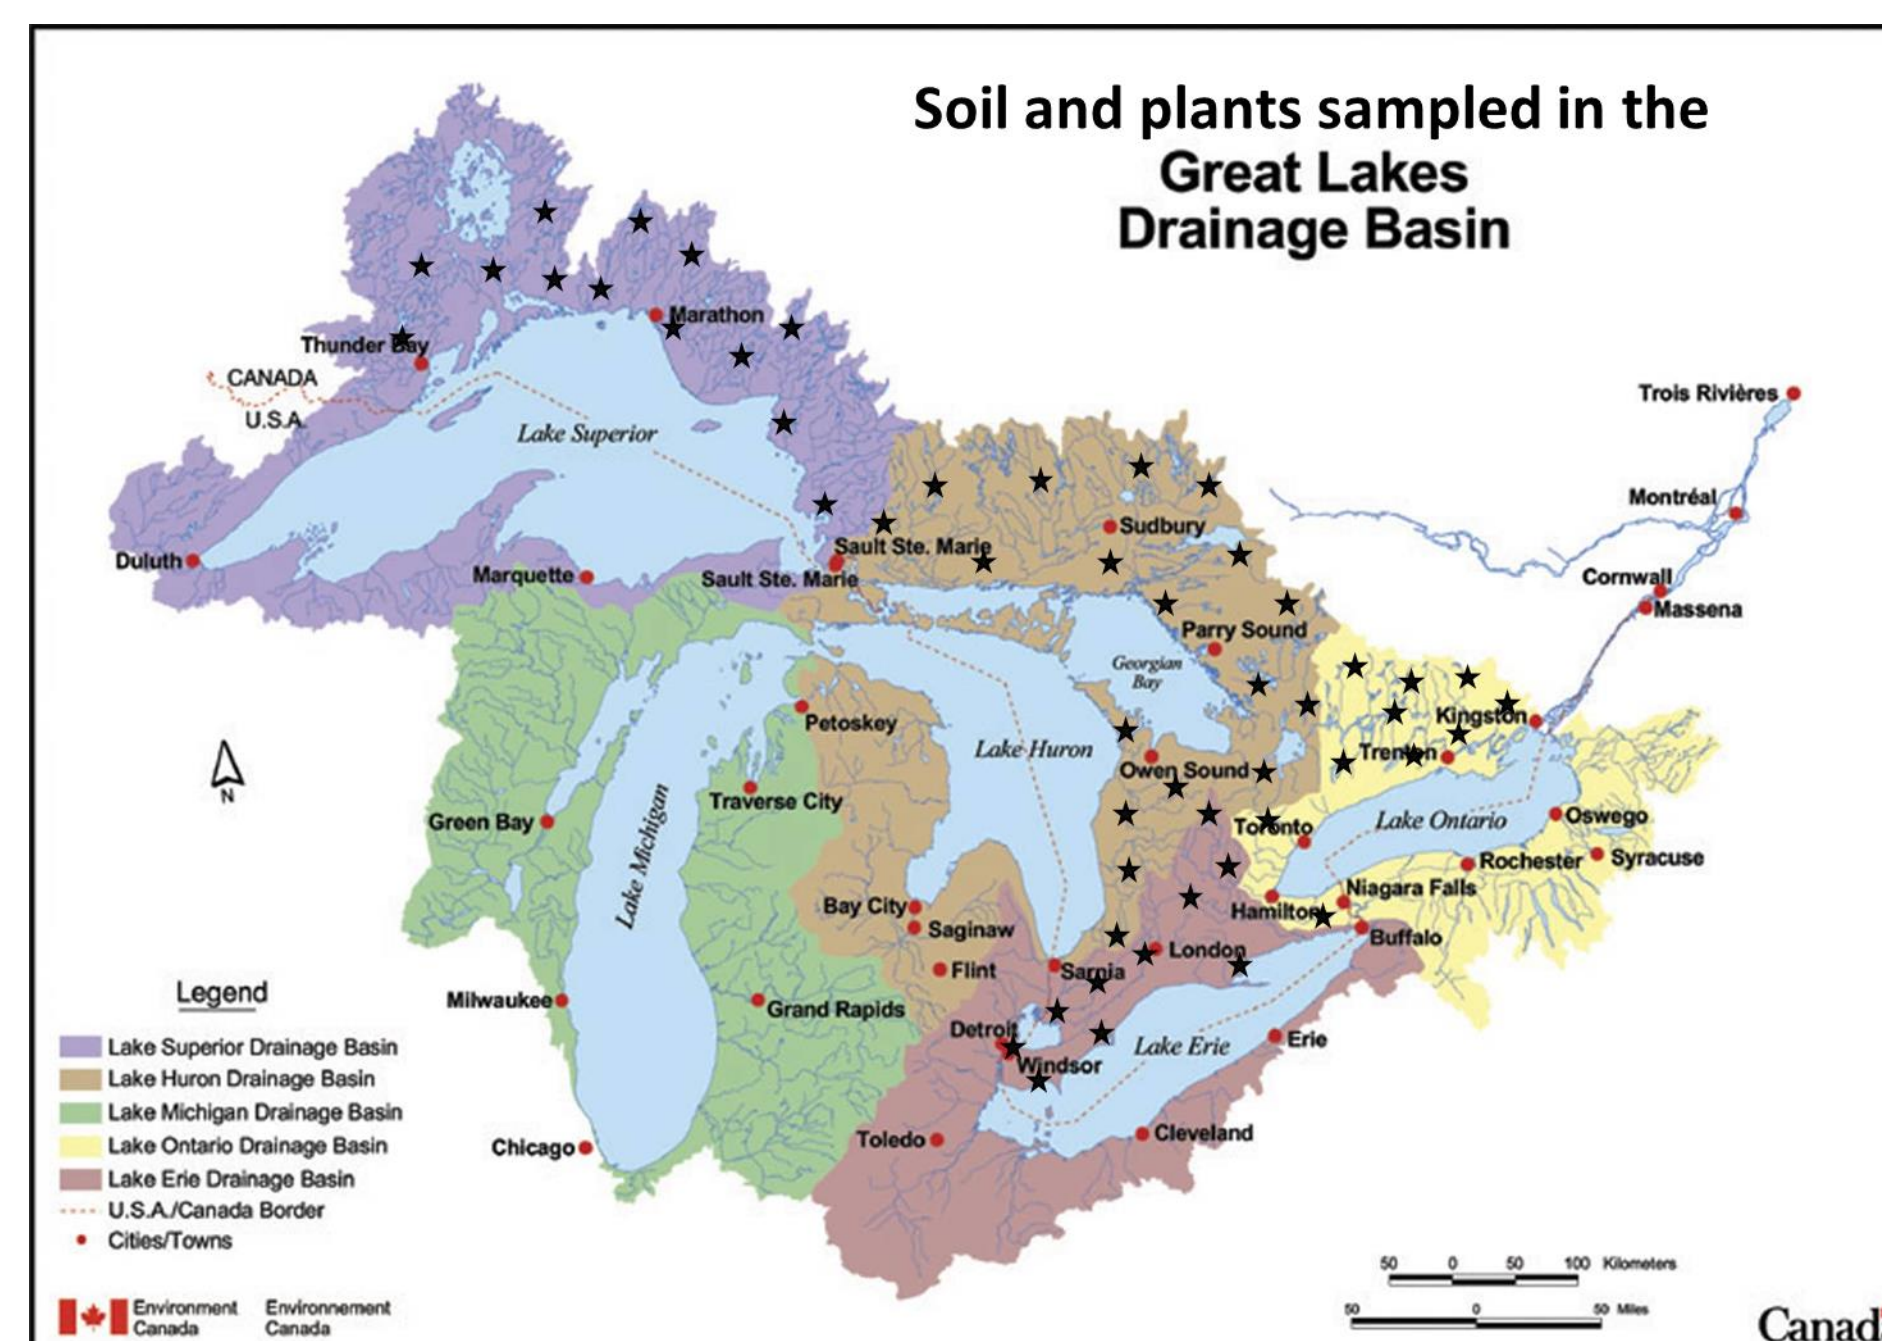 Soil and plants sampled in the
Great Lakes
Drainage Basin
Marathon
Thunder Bay
CANADA
U.S.A.
Lake Superior
Trois Rivières
Montréal
Sudbury
Sault Ste. Marie
Duluth
Marquette
Sault Ste. Marie
Cornwall
Massena
Parry Sound
Georgian
Bay
Petoskey
Lake Huron
Kingston
Trenton
N
Owen Sound
Traverse City
Green Bay
Lake Michigan
Toronto
Lake Ontario
Oswego
Rochester
Syracuse
Niagara Falls
Bay City
Hamilton
Saginaw
Buffalo
London
Flint
Sarnia
Legend
Milwaukee
Grand Rapids
Detroit
Erie
Lake Erie
Windsor
Lake Superior Drainage Basin
Lake Huron Drainage Basin
Lake Michigan Drainage Basin
Lake Ontario Drainage Basin
Lake Erie Drainage Basin
U.S.A./Canada Border
Cities/Towns
Chicago
Toledo
Cleveland
50 0 50 100 Kilometers
50 0 50 Miles
Environment
Canada
Environnement
Canada
Canad